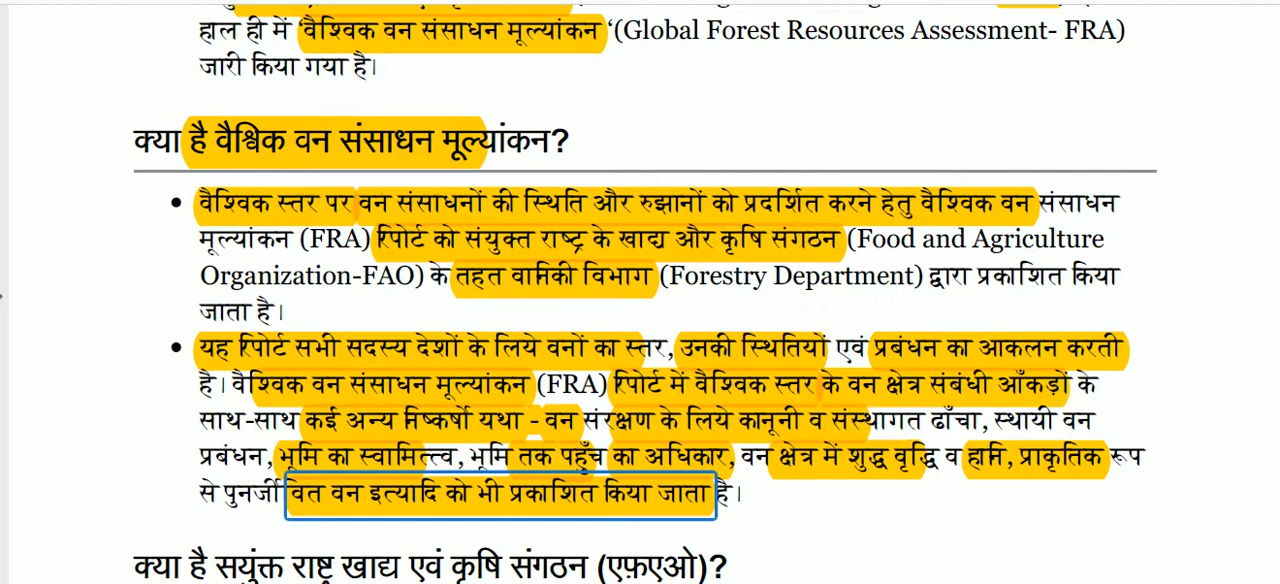 हाल ही में 'वैश्विक वन संसाधन मूल्यांकन '(Global Forest Resources Assessment- FRA)
जारी किया गया है।
क्या है वैश्विक वन संसाधन मूल्यांकन?
• वैश्विक स्तर पर वन संसाधनों की स्थिति और रुझानों को प्रदर्शित करने हेतु वैश्विक वन संसाधन
मूल्यांकन (FRA) रिपोर्ट को संयुक्त राष्ट्र के खाद्य और कृषि संगठन (Food and Agriculture
Organization-FAO) के तहत वानिकी विभाग (Forestry Department) द्वारा प्रकाशित किया
जाता है।
• यह रिपोर्ट सभी सदस्य देशों के लिये वनों का स्तर, उनकी स्थितियों एवं प्रबंधन का आकलन करती
है। वैश्विक वन संसाधन मूल्यांकन (FRA) रिपोर्ट में वैश्विक स्तर के वन क्षेत्र संबंधी आँकड़ों के
साथ-साथ कई अन्य निष्कर्षो यथा - वन संरक्षण के लिये कानूनी व संस्थागत ढाँचा, स्थायी वन
प्रबंधन, भूमि का स्वामित्त्व, भूमि तक पहुँच का अधिकार, वन क्षेत्र में शुद्ध वृद्धि व हानि, प्राकृतिक रूप
से पुनर्जीवित वन इत्यादि को भी प्रकाशित किया जाता है।
क्या है सयुंक्त राष्ट्र खाद्य एवं कृषि संगठन (एफ़एओ)?